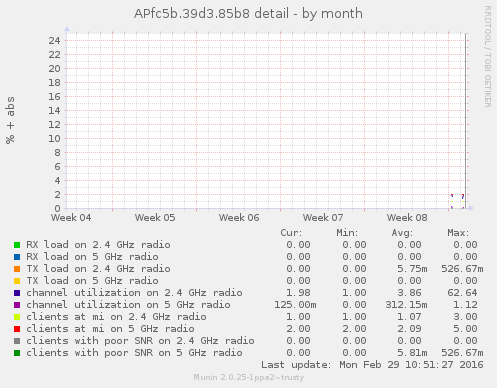 APfc5b.39d3.85b8 detail - by month
RRDTOOL / TOBI OETIKER
% + abs
24
22
20
18
16
14
12
10
8
6
4
2
0
Week 04 Week 05 Week 06 Week 07 Week 08
Cur: Min: Avg: Max:
RX load on 2.4 GHz radio 0.00 0.00 0.00 0.00
RX load on 5 GHz radio 0.00 0.00 0.00 0.00
TX load on 2.4 GHz radio 0.00 0.00 5.75m 526.67m
TX load on 5 GHz radio 0.00 0.00 0.00 0.00
channel utilization on 2.4 GHz radio 1.98 1.00 3.86 62.64
channel utilization on 5 GHz radio 125.00m 0.00 312.15m 1.12
clients at mi on 2.4 GHz radio 1.00 1.00 1.07 3.00
clients at mi on 5 GHz radio 2.00 2.00 2.09 5.00
clients with poor SNR on 2.4 GHz radio 0.00 0.00 0.00 0.00
clients with poor SNR on 5 GHz radio 0.00 0.00 5.81m 526.67m
Last update: Mon Feb 29 10:51:27 2016
Munin 2.0.25-1ppa2~trusty